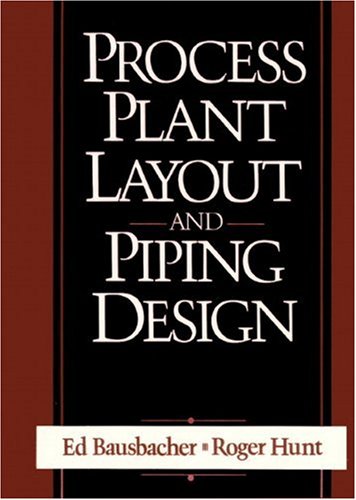 PROCESS
PLANT
LAYOUT
AND
PIPING
DESIGN
Ed Bausbacher ▪ Roger Hunt